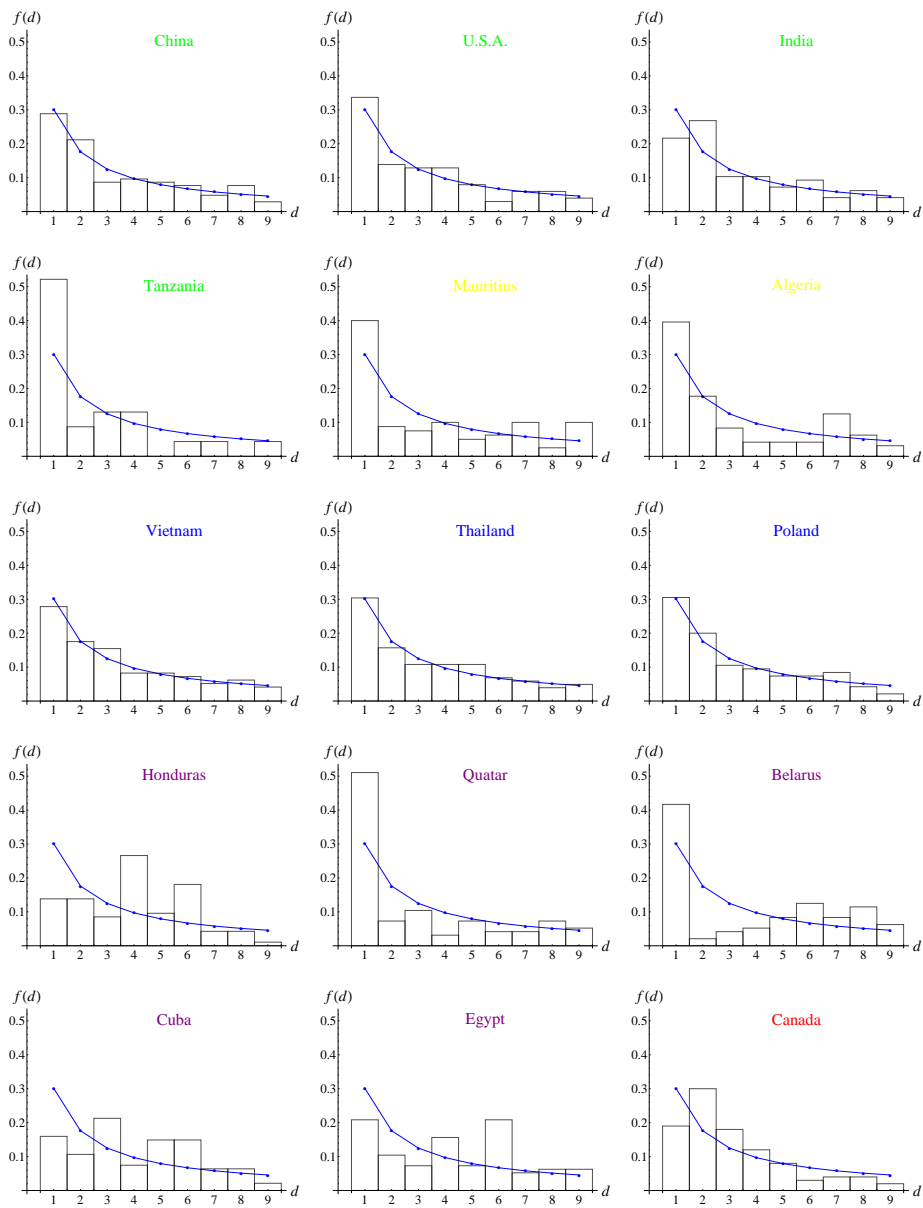 f(d) f(d) f(d)
China U.S.A. India
0.5 0.5 0.5
0.4 0.4 0.4
0.3 0.3 0.3
0.2 0.2 0.2
0.1 0.1 0.1
1 2 3 4 5 6 7 8 9 d 1 2 3 4 5 6 7 8 9 d 1 2 3 4 5 6 7 8 9 d
f(d) f(d) f(d)
Tanzania Mauritius Algeria
0.5 0.5 0.5
0.4 0.4 0.4
0.3 0.3 0.3
0.2 0.2 0.2
0.1 0.1 0.1
1 2 3 4 5 6 7 8 9 d 1 2 3 4 5 6 7 8 9 d 1 2 3 4 5 6 7 8 9 d
f(d) f(d) f(d)
Vietnam Thailand Poland
0.5 0.5 0.5
0.4 0.4 0.4
0.3 0.3 0.3
0.2 0.2 0.2
0.1 0.1 0.1
1 2 3 4 5 6 7 8 9 d 1 2 3 4 5 6 7 8 9 d 1 2 3 4 5 6 7 8 9 d
f(d) f(d) f(d)
Honduras Quatar Belarus
0.5 0.5 0.5
0.4 0.4 0.4
0.3 0.3 0.3
0.2 0.2 0.2
0.1 0.1 0.1
1 2 3 4 5 6 7 8 9 d 1 2 3 4 5 6 7 8 9 d 1 2 3 4 5 6 7 8 9 d
f(d) f(d) f(d)
Cuba Egypt Canada
0.5 0.5 0.5
0.4 0.4 0.4
0.3 0.3 0.3
0.2 0.2 0.2
0.1 0.1 0.1
1 2 3 4 5 6 7 8 9 d 1 2 3 4 5 6 7 8 9 d 1 2 3 4 5 6 7 8 9 d